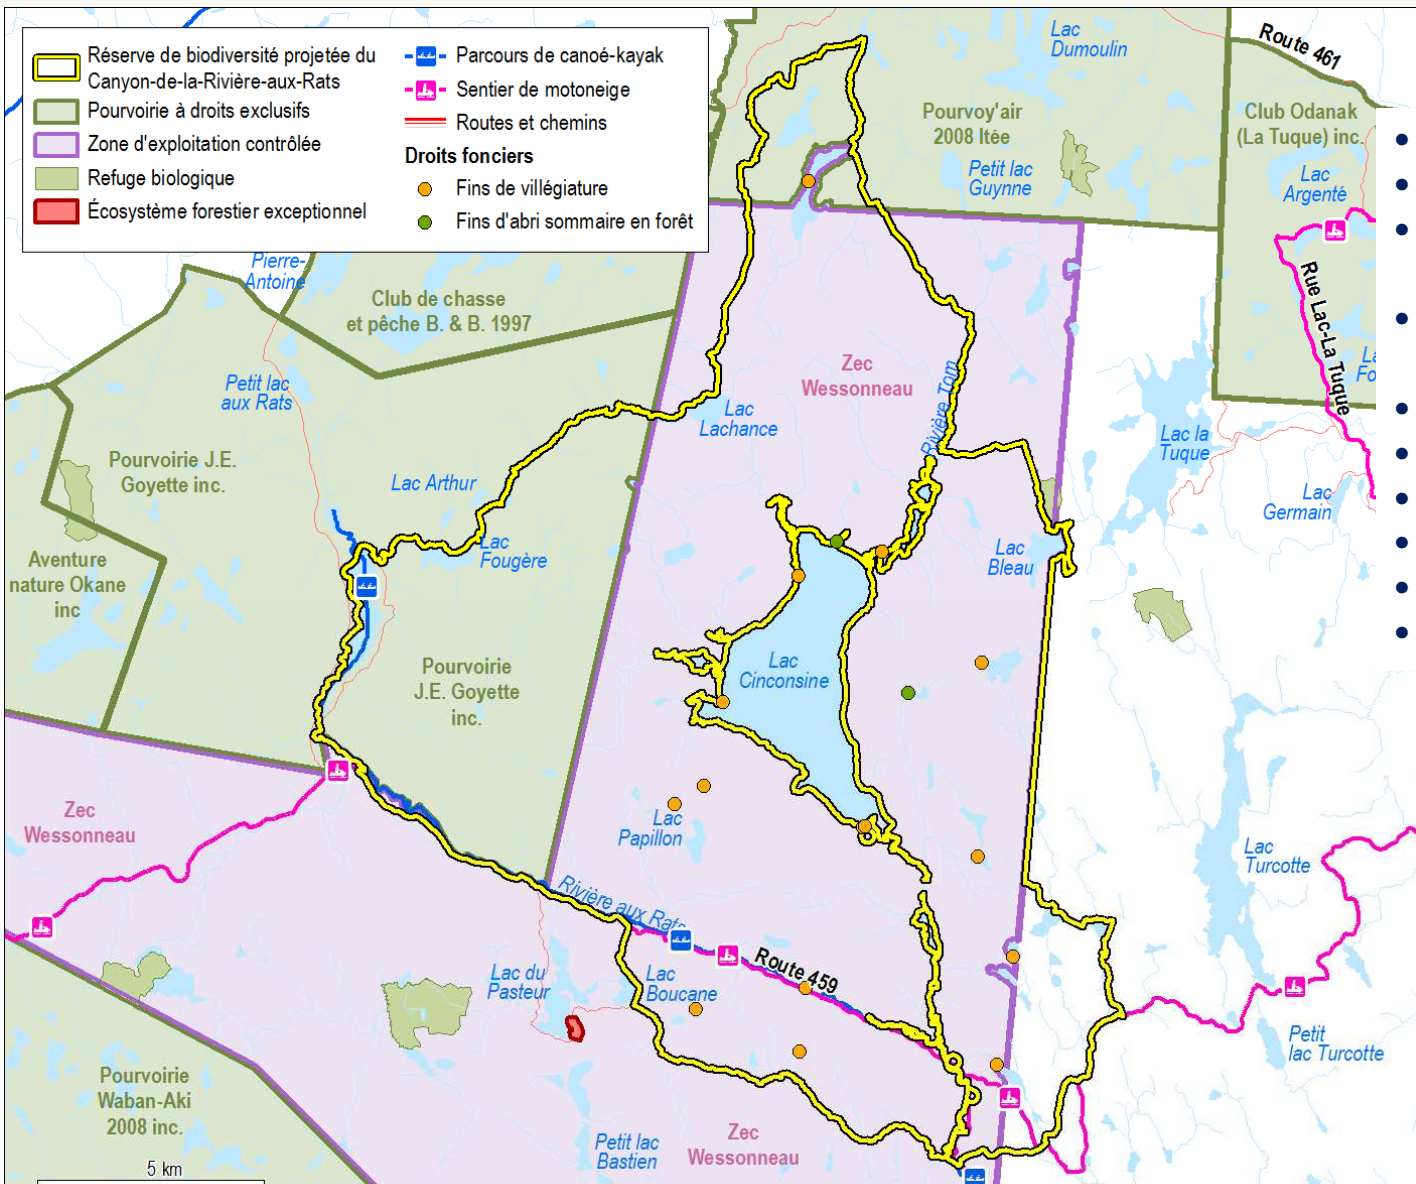 Réserve de biodiversité projetée du
Canyon-de-la-Rivière-aux-Rats
Pourvoirie à droits exclusifs
Zone d'exploitation contrôlée
Refuge biologique
Écosystème forestier exceptionnel
Parcours de canoé-kayak
Sentier de motoneige
Routes et chemins
Droits fonciers
Fins de villégiature
Fins d'abri sommaire en forêt
Lac
Dumoulin
Route 461
Pourvoy'air
2008 ltée
Club Odanak
(La Tuque) inc.
Petit lac
Guynne
Lac
Argenté
Pierre-
Antoine
Club de chasse
et pêche B. & B. 1997
Rue Lac-La Tuque
Zec
Wessonneau
Petit lac
aux Rats
Rivière Tom
Lac
Lachance
Lac la
Tuque
Pourvoirie J.E.
Goyette inc.
Lac Arthur
Lac
Germain
Lac
Fougère
Lac
Bleau
Aventure
nature Okane
inc
Pourvoirie
J.E. Goyette
inc.
Lac
Cinconsine
Zec
Wessonneau
Lac
Papillon
Lac
Turcotte
Rivière aux Rats
Route 459
Lac du
Pasteur
Lac
Boucane
Petit
lac Turcotte
Pourvoirie
Waban-Aki
2008 inc.
Petit lac
Bastien
Zec
Wessonneau
5 km